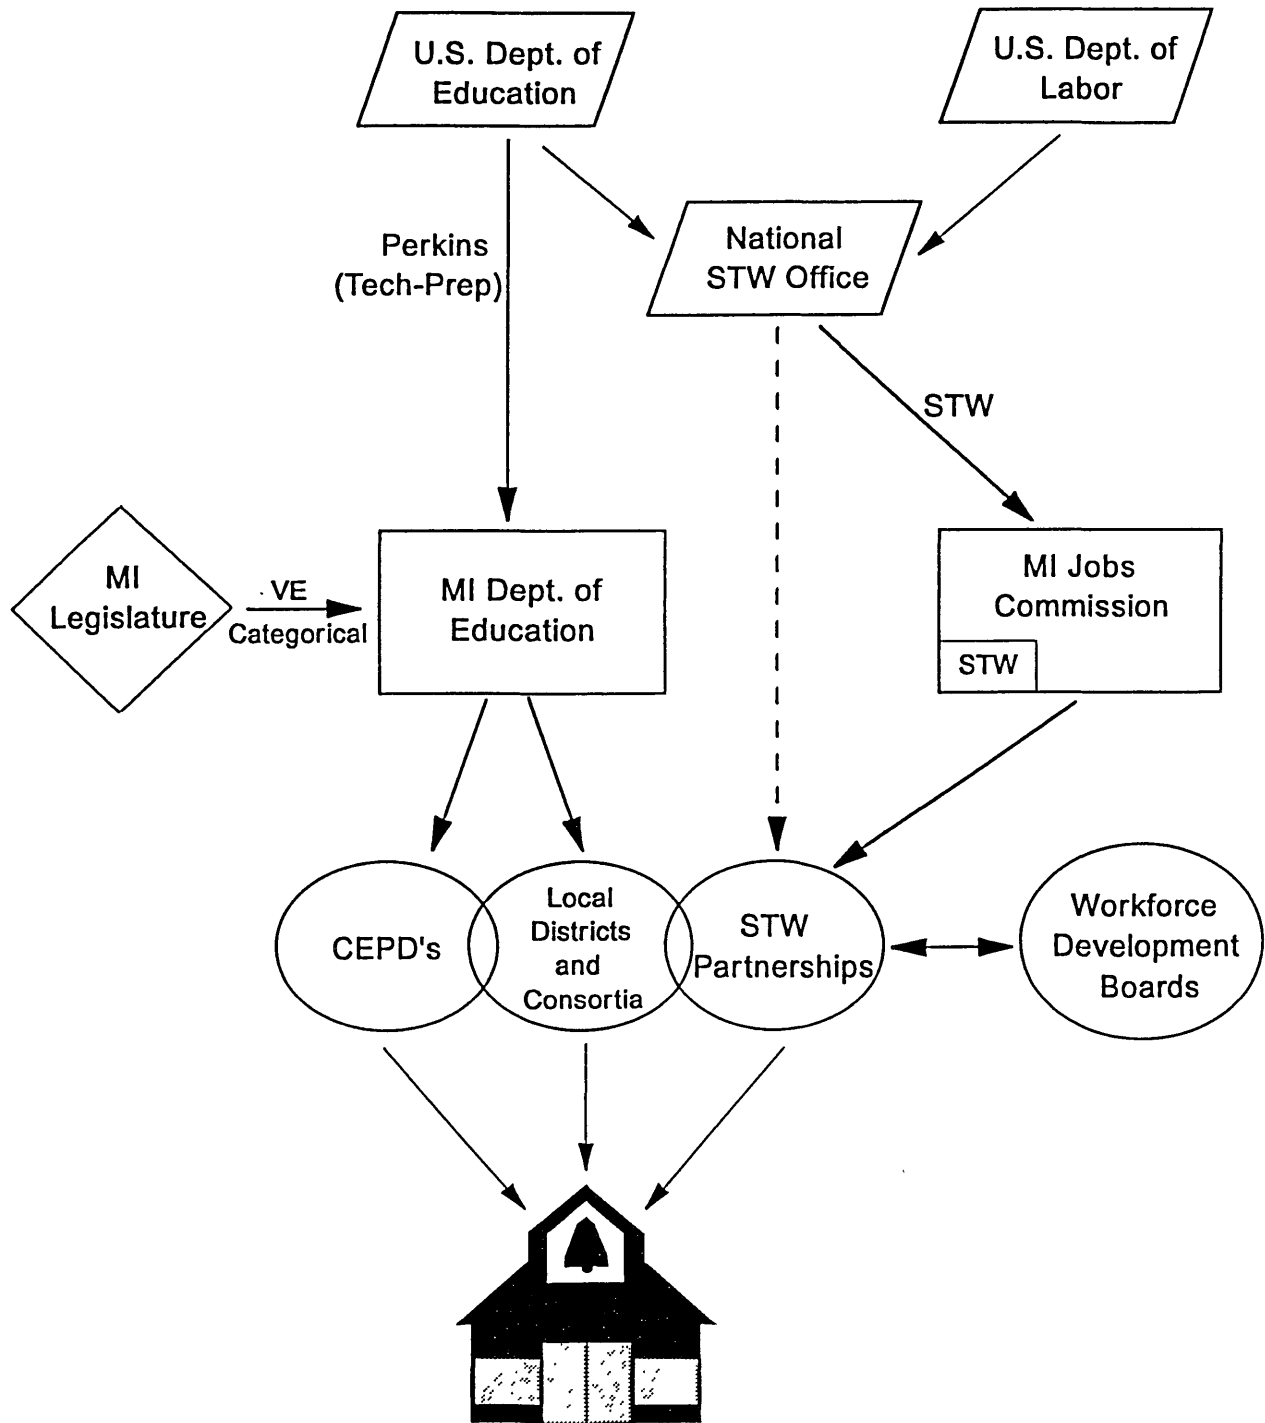 U.S. Dept. of
Education
U.S. Dept. of
Labor
National
STW Office
Perkins
(Tech-Prep)
STW
MI
Legislature
VE
Categorical
MI Dept. of
Education
MI Jobs
Commission
STW
CEPD's
Local
Districts
and
Consortia
STW
Partnerships
Workforce
Development
Boards